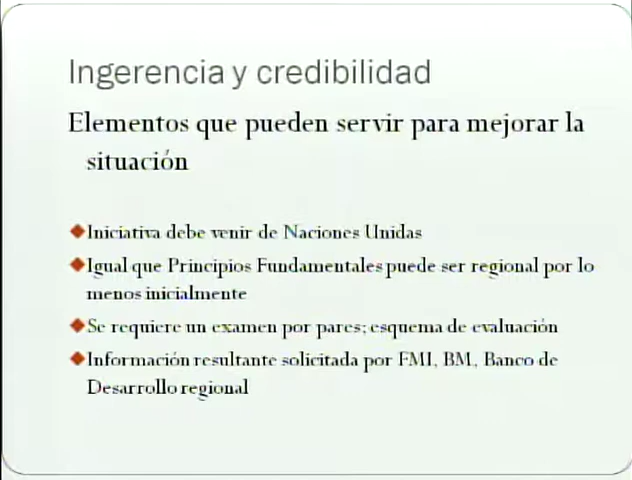 Ingerencia y credibilidad
Elementos que pueden servir para mejorar la
situación
Iniciativa debe venir de Naciones Unidas
Igual que Principios Fundamentales puede ser regional por lo
menos inicialmente
Se requiere un examen por pares; esquema de evaluación
Información resultante solicitada por FMI, BM, Banco de
Desarrollo regional